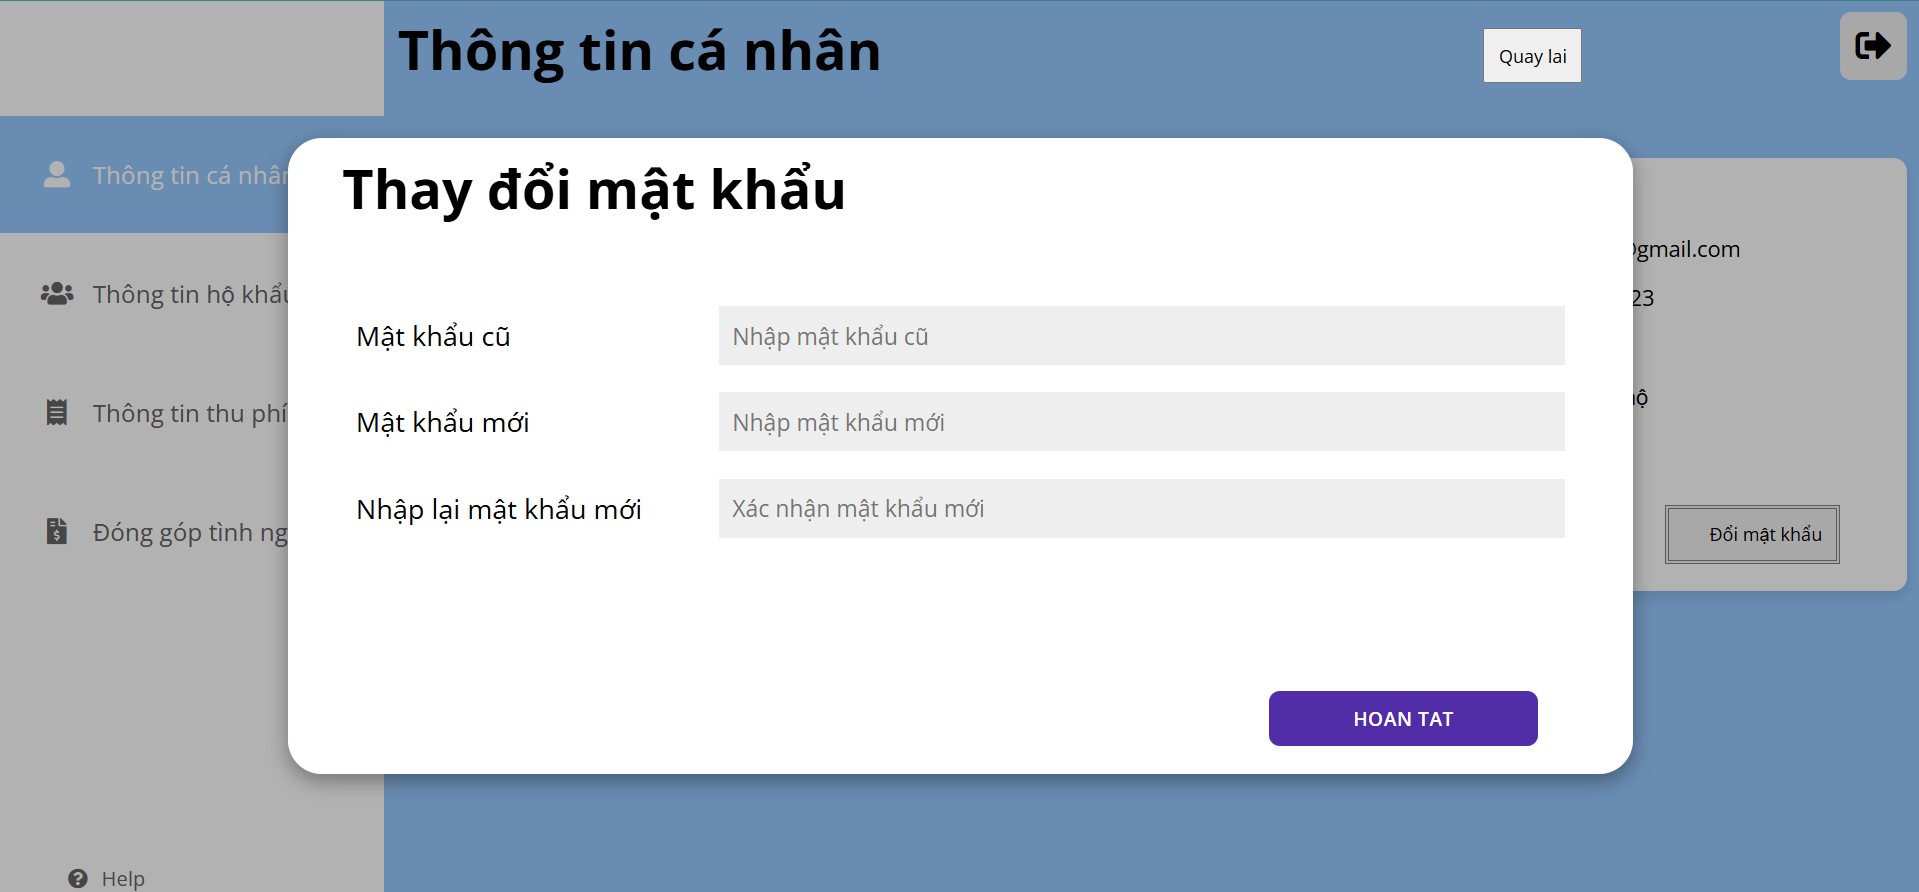 Thông tin cá nhân
Quay lai
Thông tin cá nhân
Thông tin hộ khẩu
Thông tin thu phí
Đóng góp tình ng
Help
Thay đổi mật khẩu
Mật khẩu cũ
Nhập mật khẩu cũ
Mật khẩu mới
Nhập mật khẩu mới
Nhập lại mật khẩu mới
Xác nhận mật khẩu mới
HOAN TAT
@gmail.com
23
hộ
Đổi mật khẩu